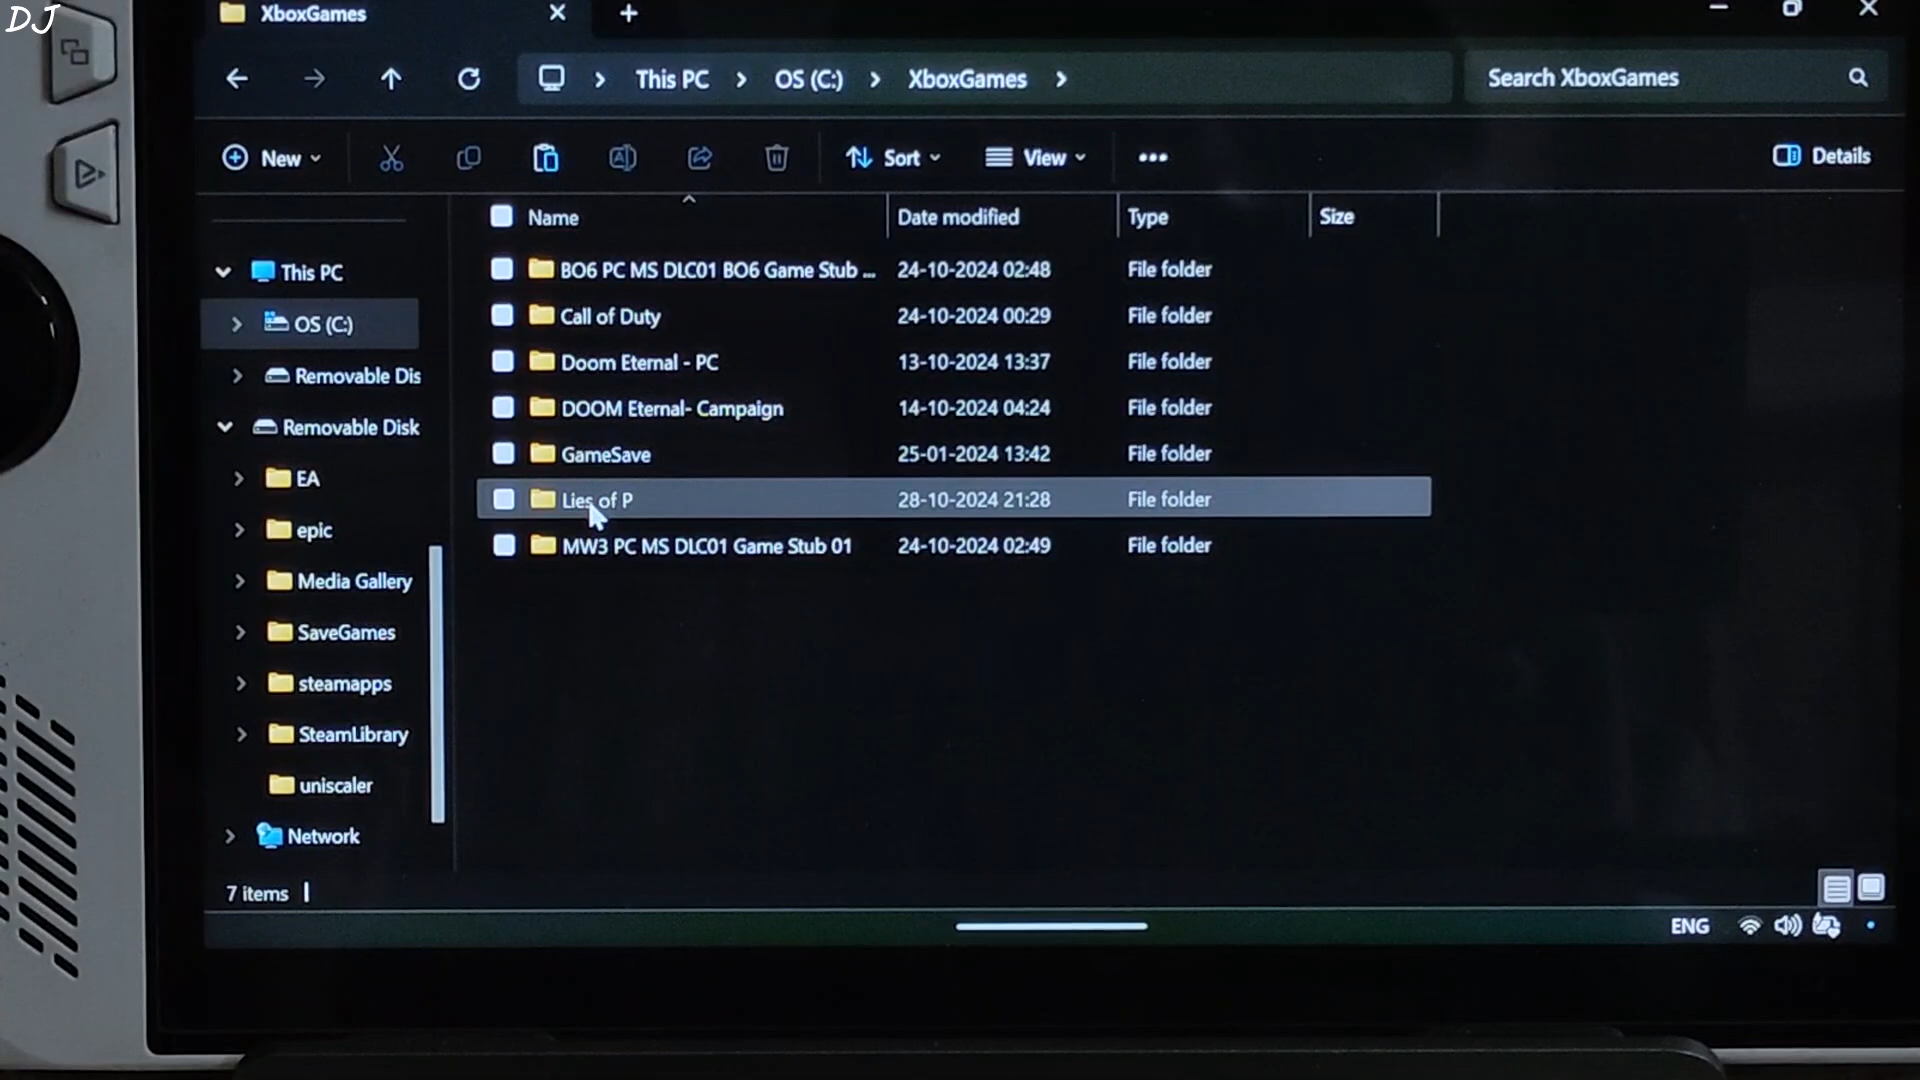 DJ
XboxGames
This PC
OS (C:)
XboxGames
Search XboxGames
New
Sort
View
Details
Name
Date modified
Type
Size
This PC
OS (C:)
Removable Dis
Removable Disk
EA
epic
Media Gallery
SaveGames
steamapps
SteamLibrary
uniscaler
Network
BO6 PC MS DLC01 BO6 Game Stub ... 24-10-2024 02:48 File folder
Call of Duty 24-10-2024 00:29 File folder
Doom Eternal - PC 13-10-2024 13:37 File folder
DOOM Eternal- Campaign 14-10-2024 04:24 File folder
GameSave 25-01-2024 13:42 File folder
Lies of P 28-10-2024 21:28 File folder
MW3 PC MS DLC01 Game Stub 01 24-10-2024 02:49 File folder
7 items
ENG